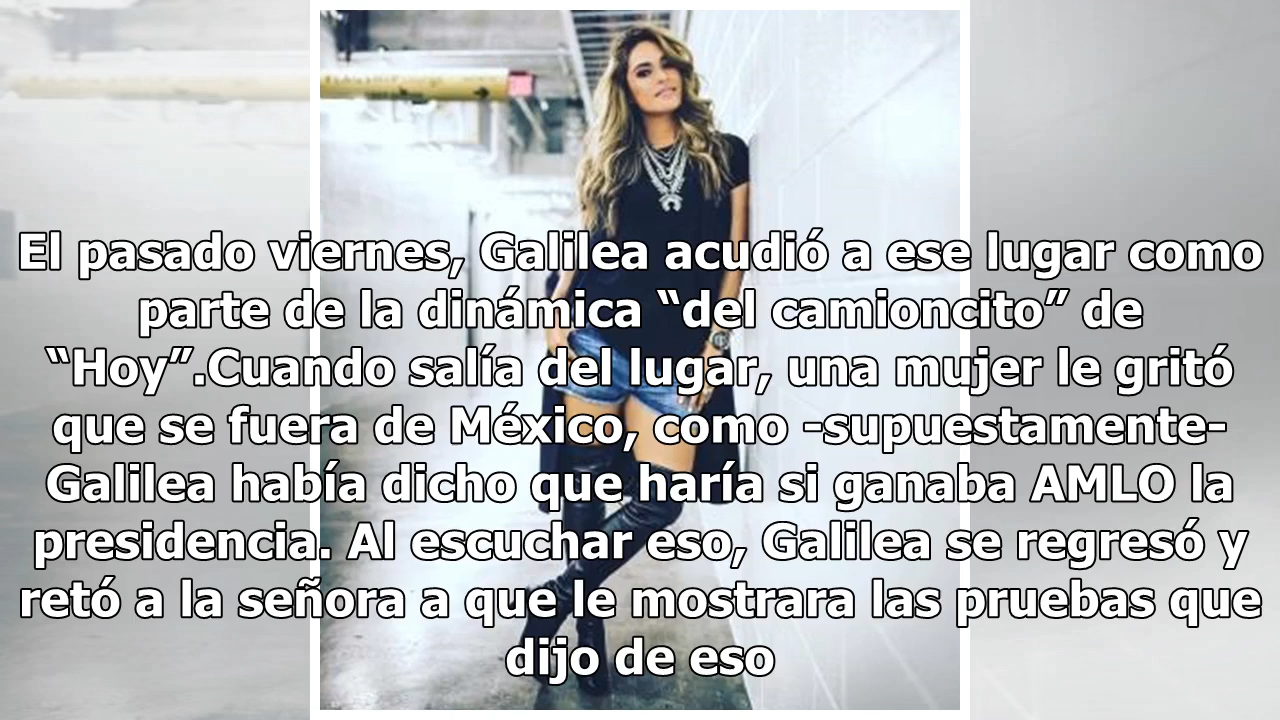 El pasado viernes, Galilea acudió a ese lugar como
parte de la dinámica “del camioncito” de
“Hoy”.Cuando salía del lugar, una mujer le gritó
que se fuera de México, como -supuestamente-
Galilea había dicho que haría si ganaba AMLO la
presidencia. Al escuchar eso, Galilea se regresó y
retó a la señora a que le mostrara las pruebas que
dijo de eso